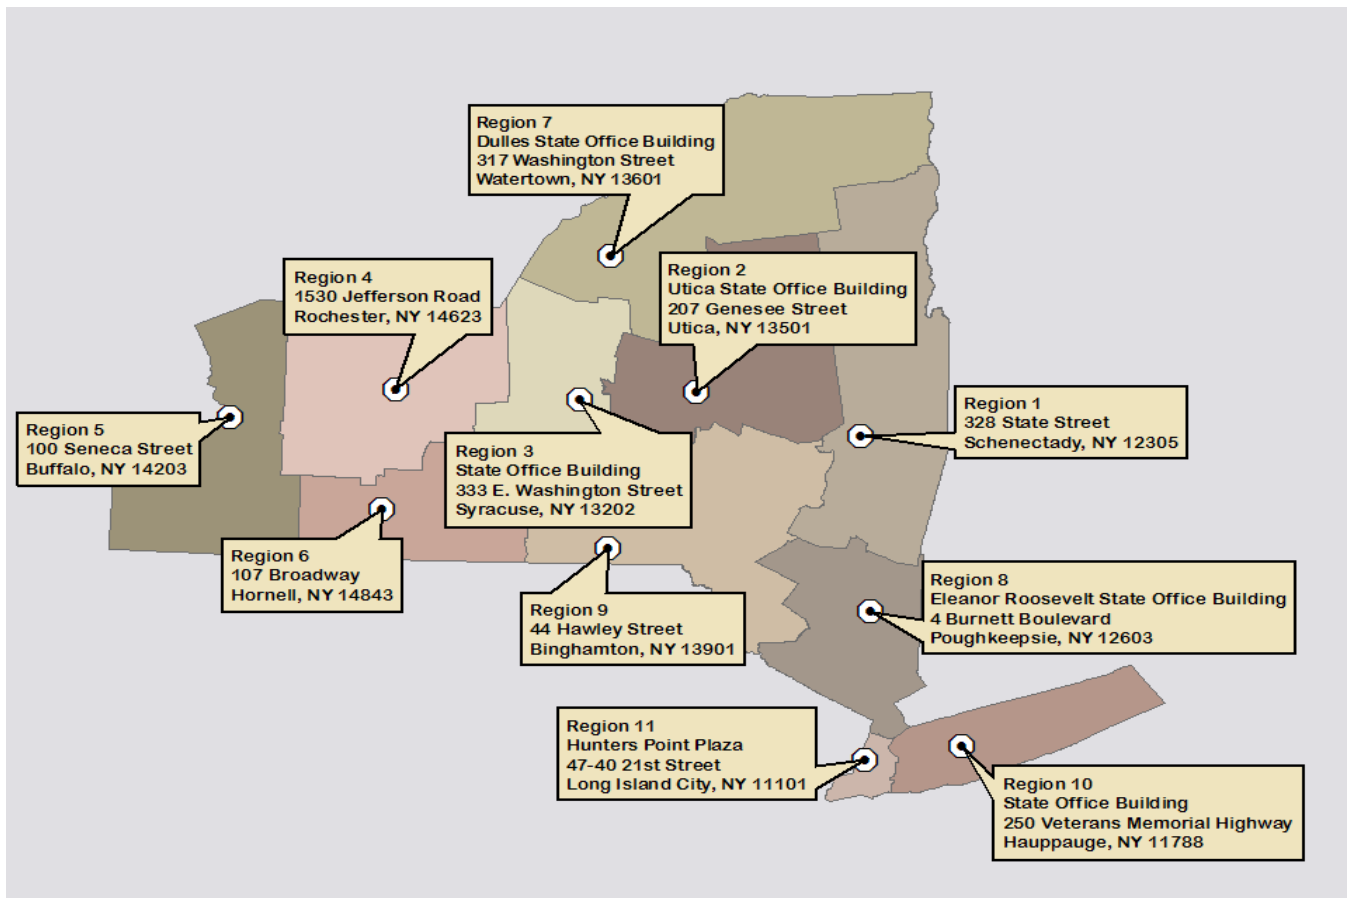 Region 7
Dulles State Office Building
317 Washington Street
Watertown, NY 13601
Region 2
Utica State Office Building
207 Genesee Street
Utica, NY 13501
Region 4
1530 Jefferson Road
Rochester, NY 14623
Region 1
328 State Street
Schenectady, NY 12305
Region 5
100 Seneca Street
Buffalo, NY 14203
Region 3
State Office Building
333 E. Washington Street
Syracuse, NY 13202
Region 6
107 Broadway
Hornell, NY 14843
Region 8
Eleanor Roosevelt State Office Building
4 Burnett Boulevard
Poughkeepsie, NY 12603
Region 9
44 Hawley Street
Binghamton, NY 13901
Region 11
Hunters Point Plaza
47-40 21st Street
Long Island City, NY 11101
Region 10
State Office Building
250 Veterans Memorial Highway
Hauppauge, NY 11788